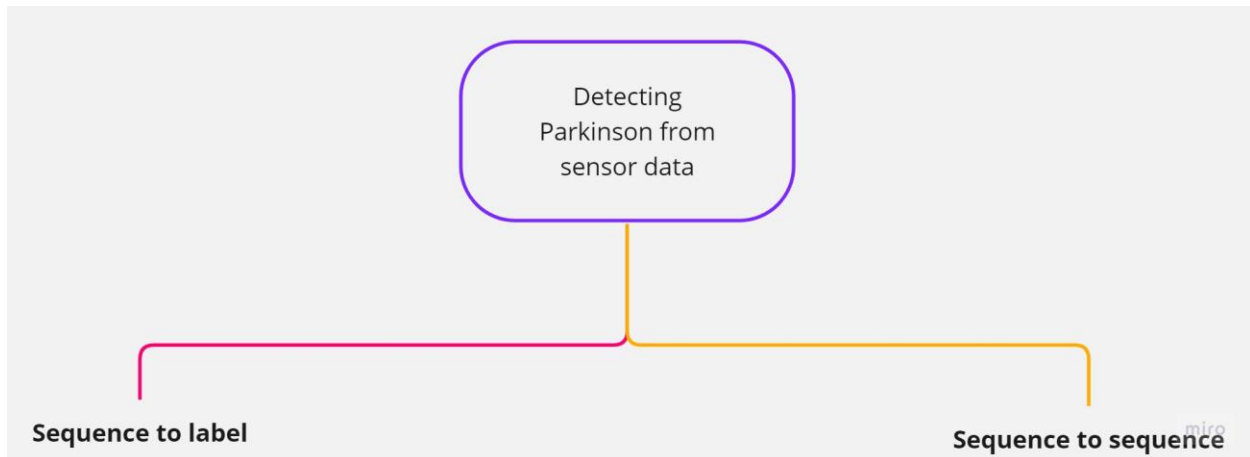 Detecting
Parkinson from
sensor data
Sequence to label
Sequence to sequence
miro